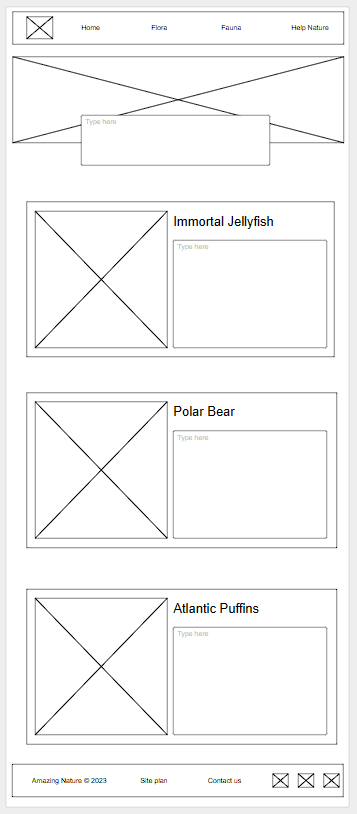 Home Flora Fauna Help Nature
Type here
Immortal Jellyfish
Type here
Polar Bear
Type here
Atlantic Puffins
Type here
Amazing Nature © 2023 Site plan Contact us